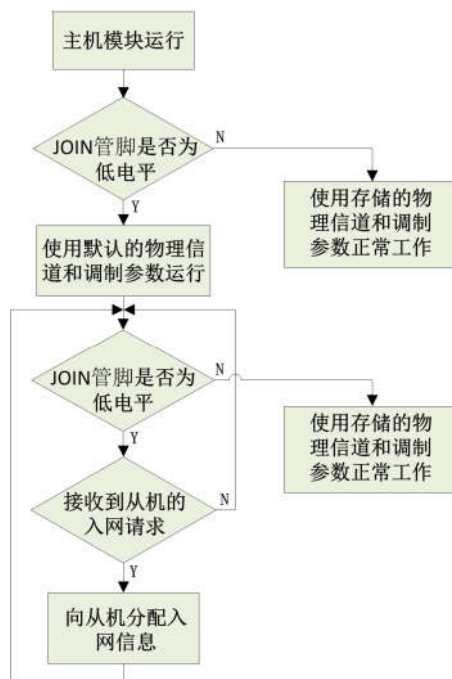 主机模块运行
JOIN管脚是否为
低电平
N
Y
使用存储的物
理信道和调制
参数正常工作
使用默认的物理信
道和调制参数运行
JOIN管脚是否为
低电平
N
Y
使用存储的物
理信道和调制
参数正常工作
接收到从机的
入网请求
N
Y
向从机分配入
网信息